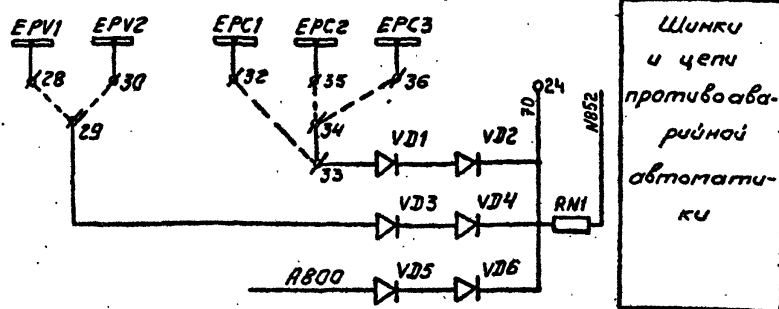 EPV1 EPV2 EPC1 EPC2 EPC3
28 30 32 35 36
29 34
33
VD1 VD2
VD3 VD4
RN1
A800 VD5 VD6
70
24
N852
Шинки
и цепи
противоава-
рийной
автомати-
ки